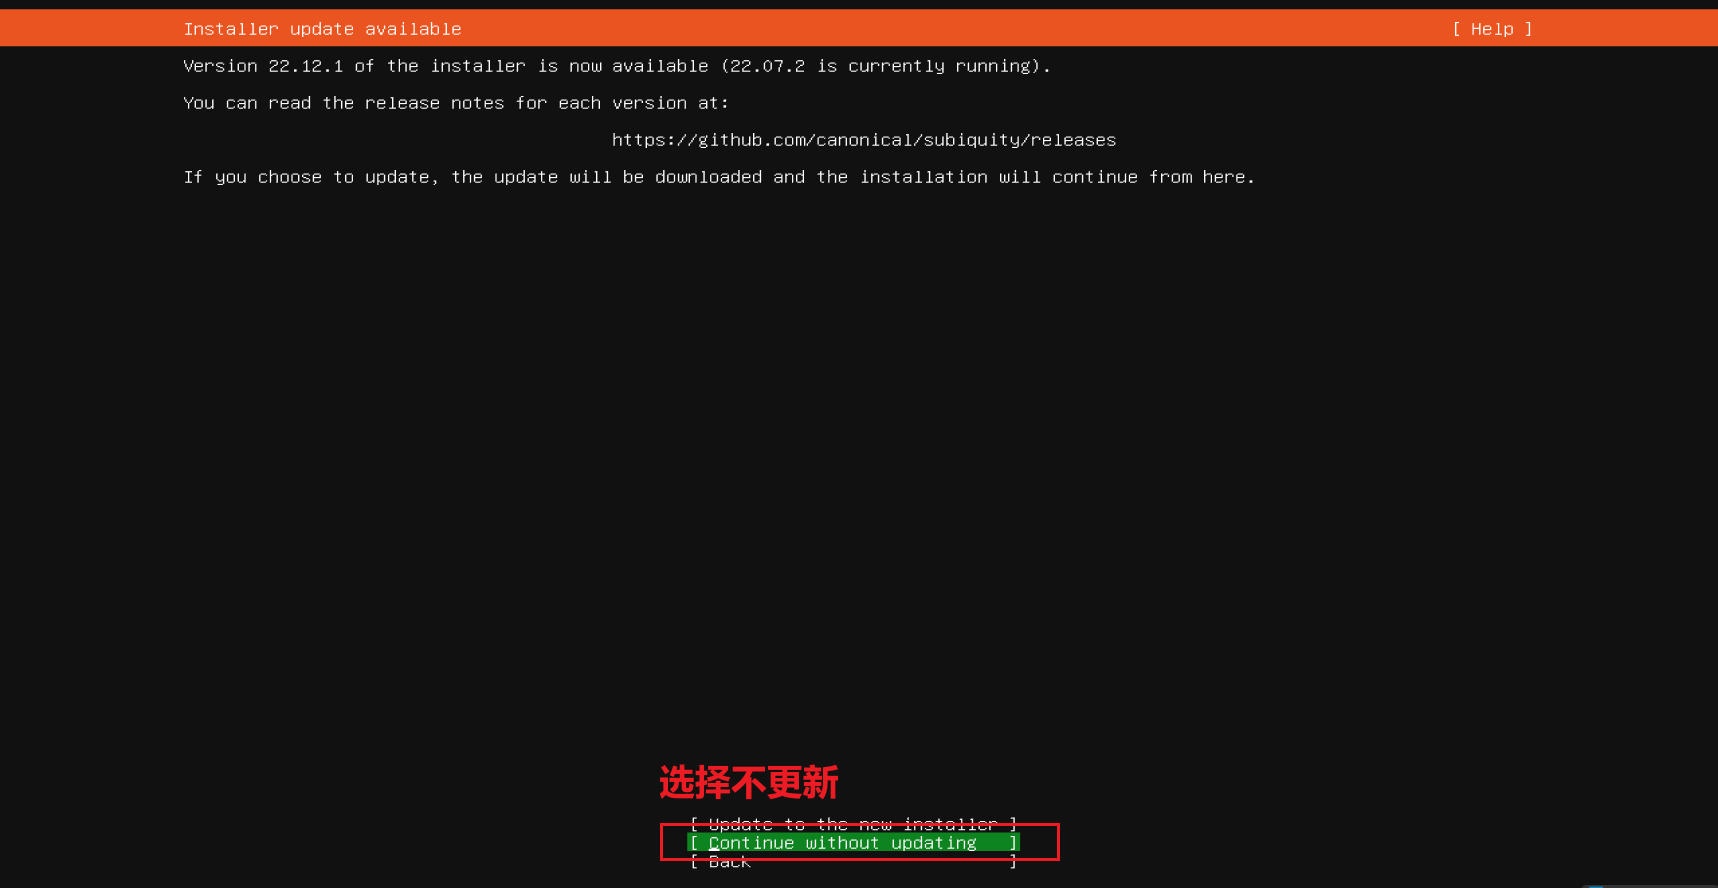 Installer update available [ Help ]
Version 22.12.1 of the installer is now available (22.07.2 is currently running).
You can read the release notes for each version at:
https://github.com/canonical/subiquity/releases
If you choose to update, the update will be downloaded and the installation will continue from here.
选择不更新
[ Update to the new installer ]
[ Continue without updating ]
[ Back ]